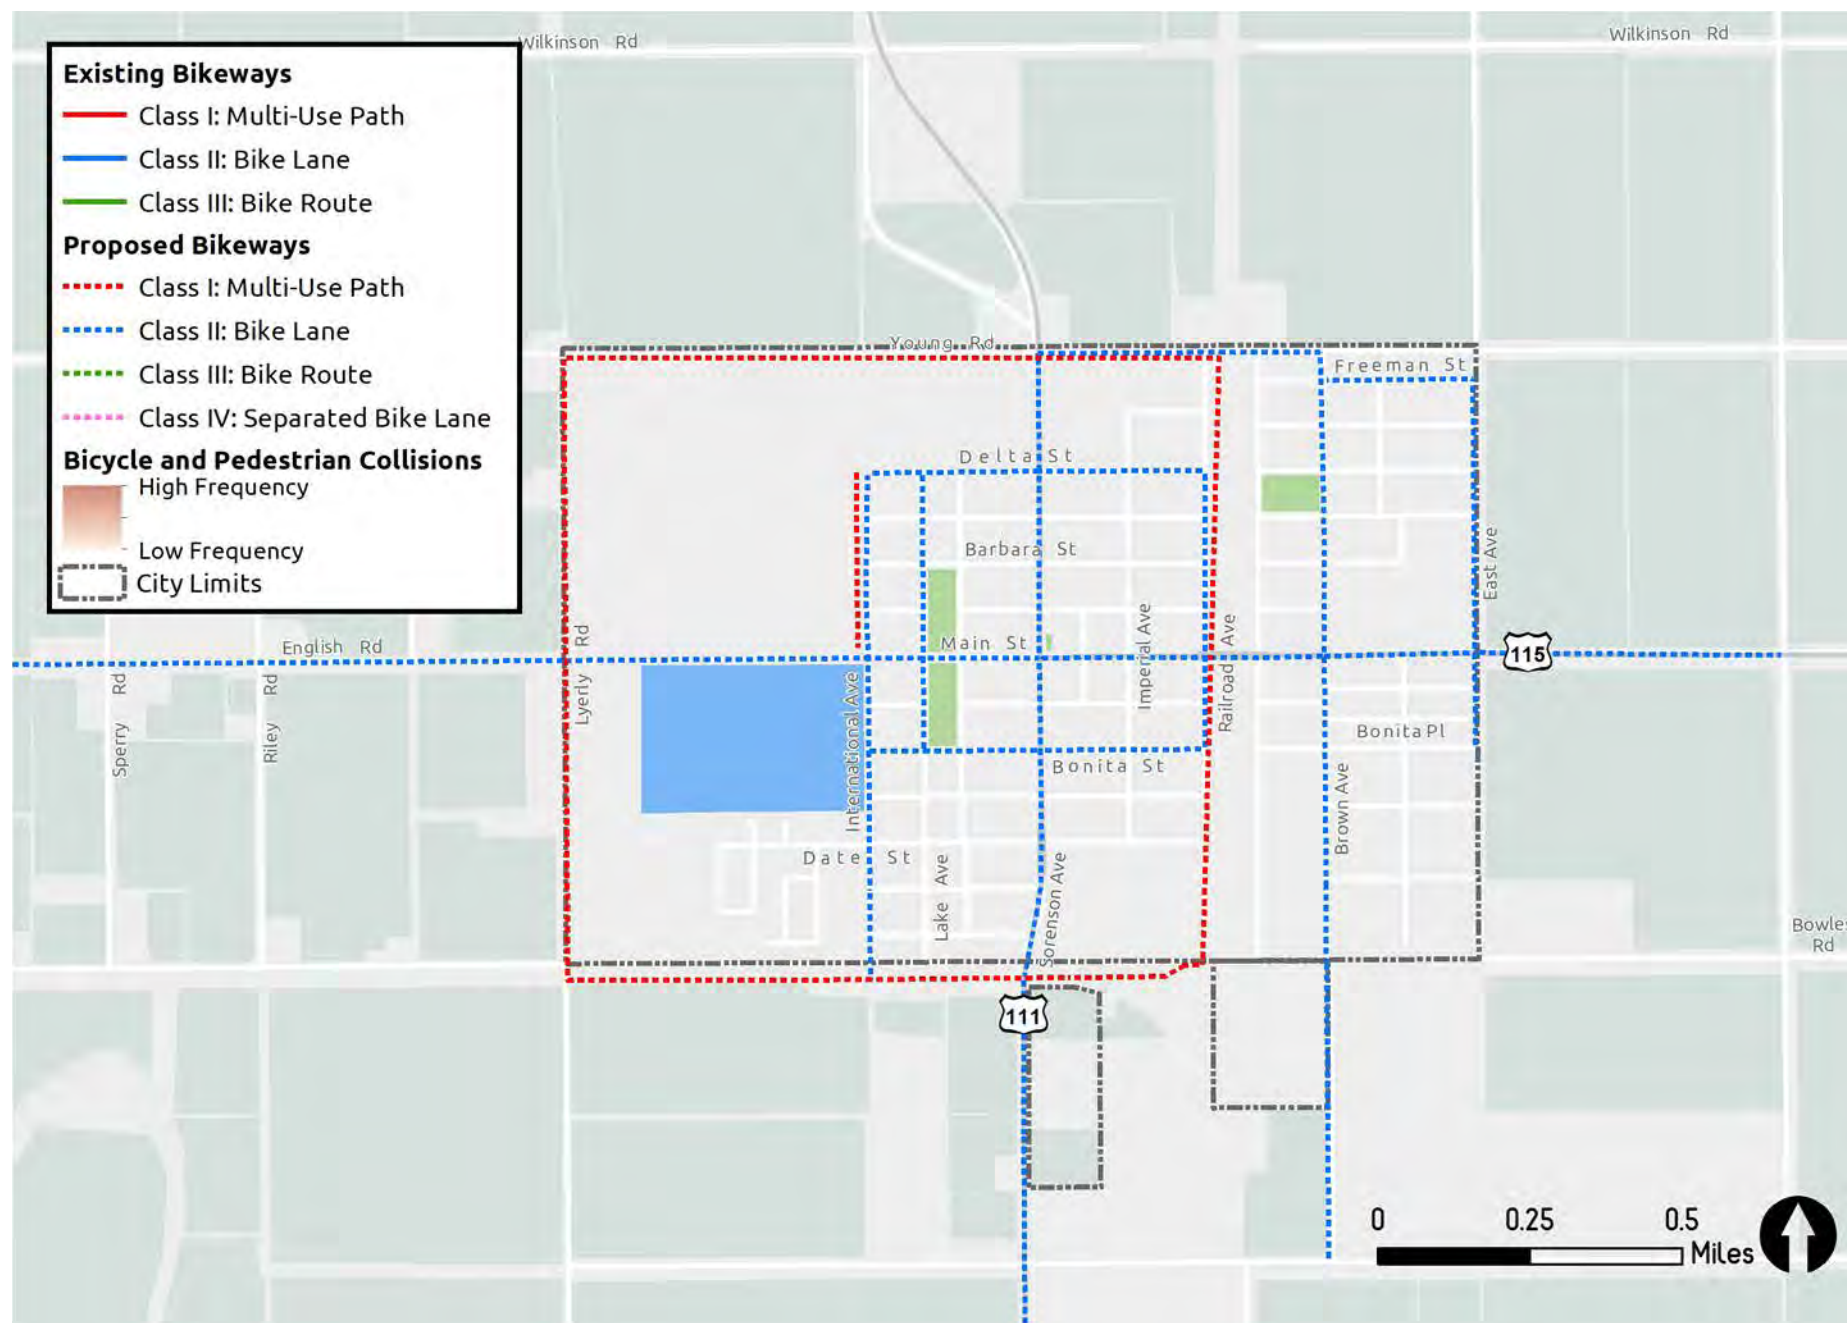 Existing Bikeways
Class I: Multi-Use Path
Class II: Bike Lane
Class III: Bike Route
Proposed Bikeways
Class I: Multi-Use Path
Class II: Bike Lane
Class III: Bike Route
Class IV: Separated Bike Lane
Bicycle and Pedestrian Collisions
High Frequency
Low Frequency
City Limits
Wilkinson Rd
Wilkinson Rd
Young Rd
Freeman St
Delta St
Barbara St
East Ave
English Rd
Lyerly Rd
Main St
Imperial Ave
Railroad Ave
115
Sperry Rd
Riley Rd
International Ave
Bonita Pl
Bonita St
Brown Ave
Date St
Lake Ave
Sorenson Ave
Bowles
Rd
111
0 0.25 0.5
Miles